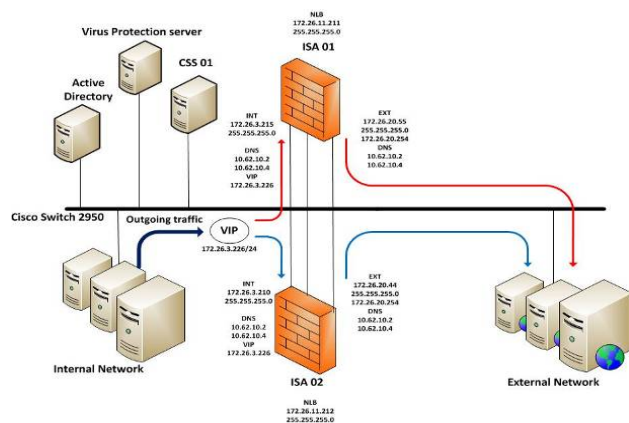 NLB
172.26.11.211
255.255.255.0
ISA 01
Virus Protection server
CSS 01
Active
Directory
INT
172.26.3.215
255.255.255.0
DNS
10.62.10.2
10.62.10.4
VIP
172.26.3.226
EXT
172.26.20.55
255.255.255.0
172.26.20.254
DNS
10.62.10.2
10.62.10.4
Cisco Switch 2950
Outgoing traffic
VIP
172.26.3.226/24
INT
172.26.3.210
255.255.255.0
DNS
10.62.10.2
10.62.10.4
VIP
172.26.3.226
EXT
172.26.20.44
255.255.255.0
172.26.20.254
DNS
10.62.10.2
10.62.10.4
Internal Network
ISA 02
External Network
NLB
172.26.11.212
255.255.255.0